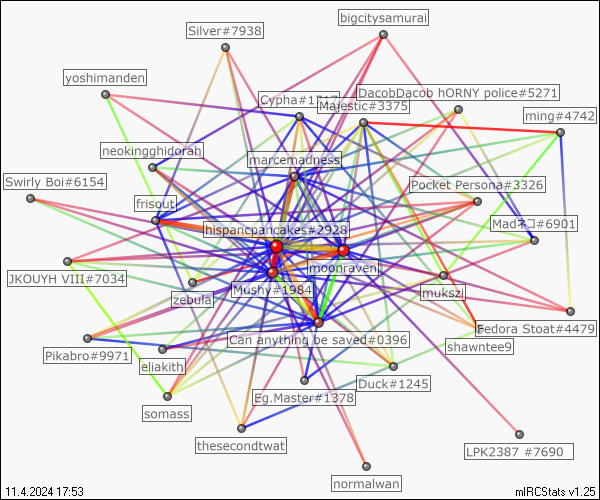 bigcitysamurai
Silver#7938
yoshimanden
DacobDacob hORNY police#5271
Cypha#1717
Majestic#3375
ming#4742
neokingghidorah
marcemadness
Swirly Boi#6154
Pocket Persona#3326
frisout
Madネコ#6901
hispancpancakes#2928
moonraven
JKOUYH VIII#7034
Mushy#1984
mukszi
zebula
Fedora Stoat#4479
Can anything be saved#0396
shawntee9
Pikabro#9971
eliakith
Duck#1245
Eg.Master#1378
somass
thesecondtwat
LPK2387 #7690
normalwan
11.4.2024 17:53
mIRCStats v1.25